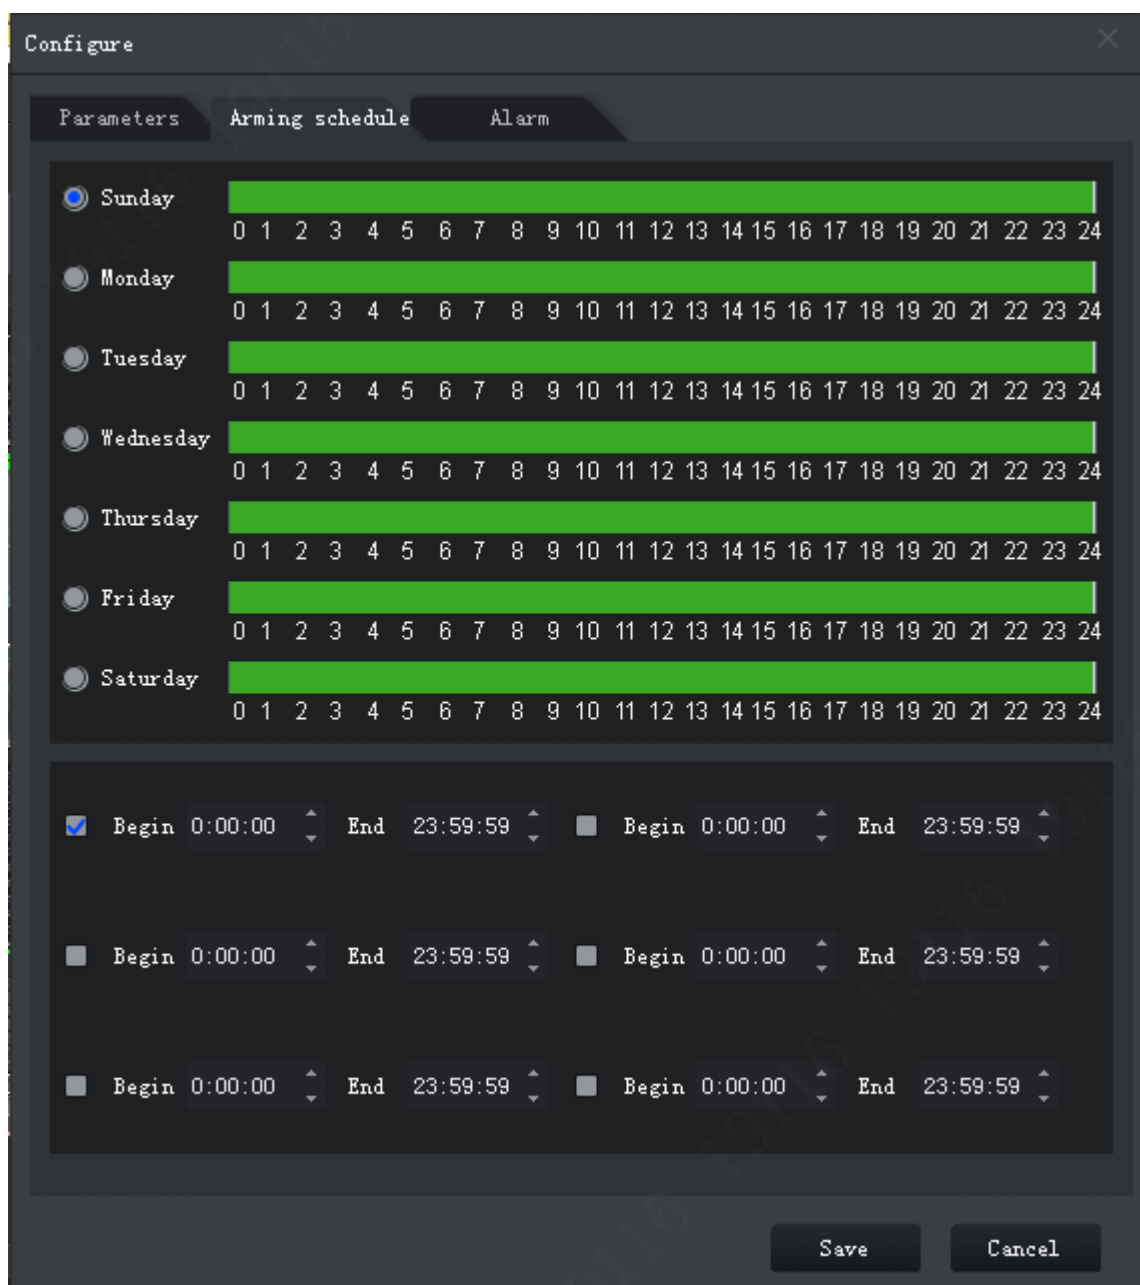 Configure
Parameters Arming schedule Alarm
Sunday
0 1 2 3 4 5 6 7 8 9 10 11 12 13 14 15 16 17 18 19 20 21 22 23 24
Monday
0 1 2 3 4 5 6 7 8 9 10 11 12 13 14 15 16 17 18 19 20 21 22 23 24
Tuesday
0 1 2 3 4 5 6 7 8 9 10 11 12 13 14 15 16 17 18 19 20 21 22 23 24
Wednesday
0 1 2 3 4 5 6 7 8 9 10 11 12 13 14 15 16 17 18 19 20 21 22 23 24
Thursday
0 1 2 3 4 5 6 7 8 9 10 11 12 13 14 15 16 17 18 19 20 21 22 23 24
Friday
0 1 2 3 4 5 6 7 8 9 10 11 12 13 14 15 16 17 18 19 20 21 22 23 24
Saturday
0 1 2 3 4 5 6 7 8 9 10 11 12 13 14 15 16 17 18 19 20 21 22 23 24
Begin 0:00:00 End 23:59:59 Begin 0:00:00 End 23:59:59
Begin 0:00:00 End 23:59:59 Begin 0:00:00 End 23:59:59
Begin 0:00:00 End 23:59:59 Begin 0:00:00 End 23:59:59
Save Cancel